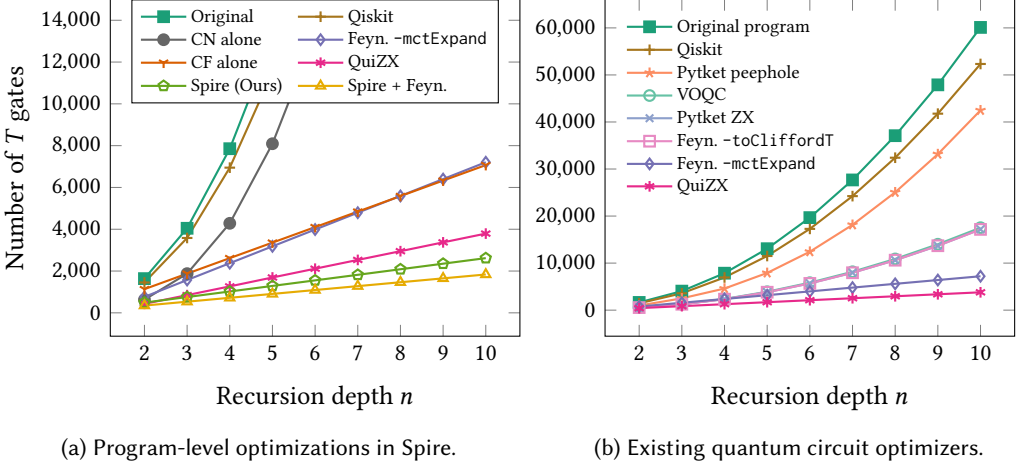 14,000
12,000
10,000
8,000
6,000
4,000
2,000
0
Number of T gates
Original
CN alone
CF alone
Spire (Ours)
Qiskit
Feyn. -mctExpand
QuiZX
Spire + Feyn.
2 3 4 5 6 7 8 9 10
Recursion depth n
(a) Program-level optimizations in Spire.
60,000
50,000
40,000
30,000
20,000
10,000
0
Original program
Qiskit
Pytket peephole
VOQC
Pytket ZX
Feyn. -toCliffordT
Feyn. -mctExpand
QuiZX
2 3 4 5 6 7 8 9 10
Recursion depth n
(b) Existing quantum circuit optimizers.